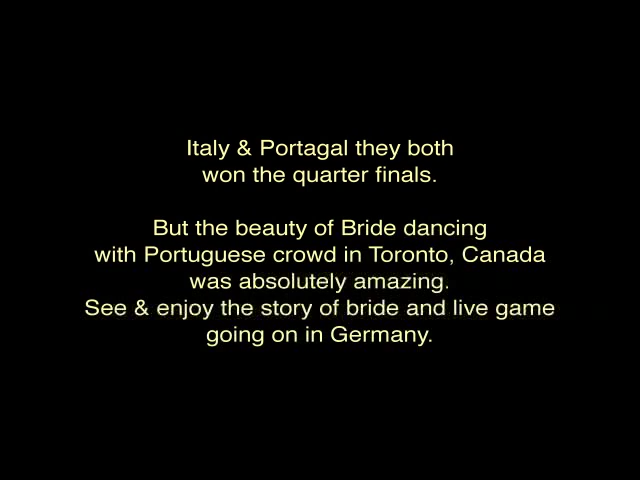 Italy & Portagal they both
won the quarter finals.
But the beauty of Bride dancing
with Portuguese crowd in Toronto, Canada
was absolutely amazing.
See & enjoy the story of bride and live game
going on in Germany.